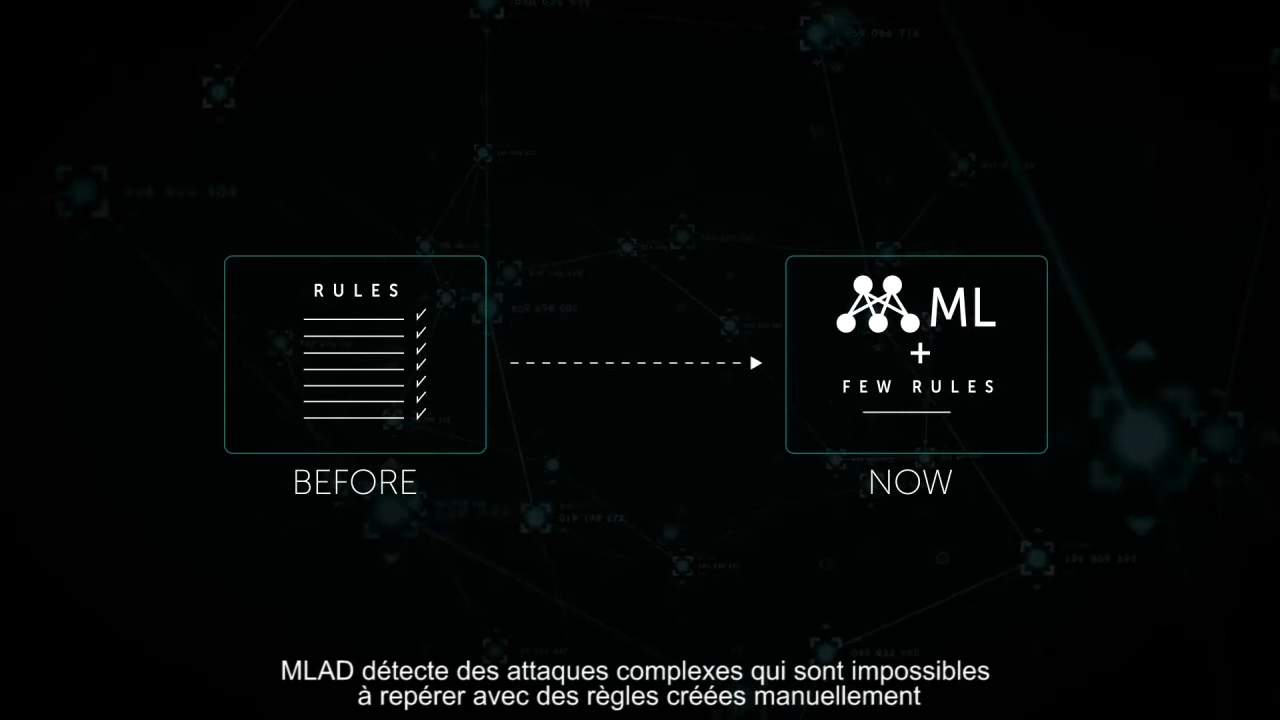 RULES
BEFORE
ML
+
FEW RULES
NOW
MLAD détecte des attaques complexes qui sont impossibles
à repérer avec des règles créées manuellement